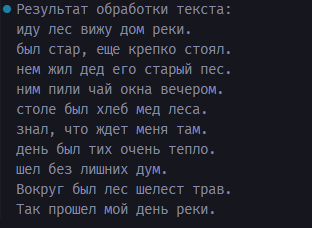 Результат обработки текста:
иду лес вижу дом реки.
был стар, еще крепко стоял.
нем жил дед его старый пес.
ним пили чай окна вечером.
столе был хлеб мед леса.
знал, что ждет меня там.
день был тих очень тепло.
шел без лишних дум.
Вокруг был лес шелест трав.
Так прошел мой день реки.